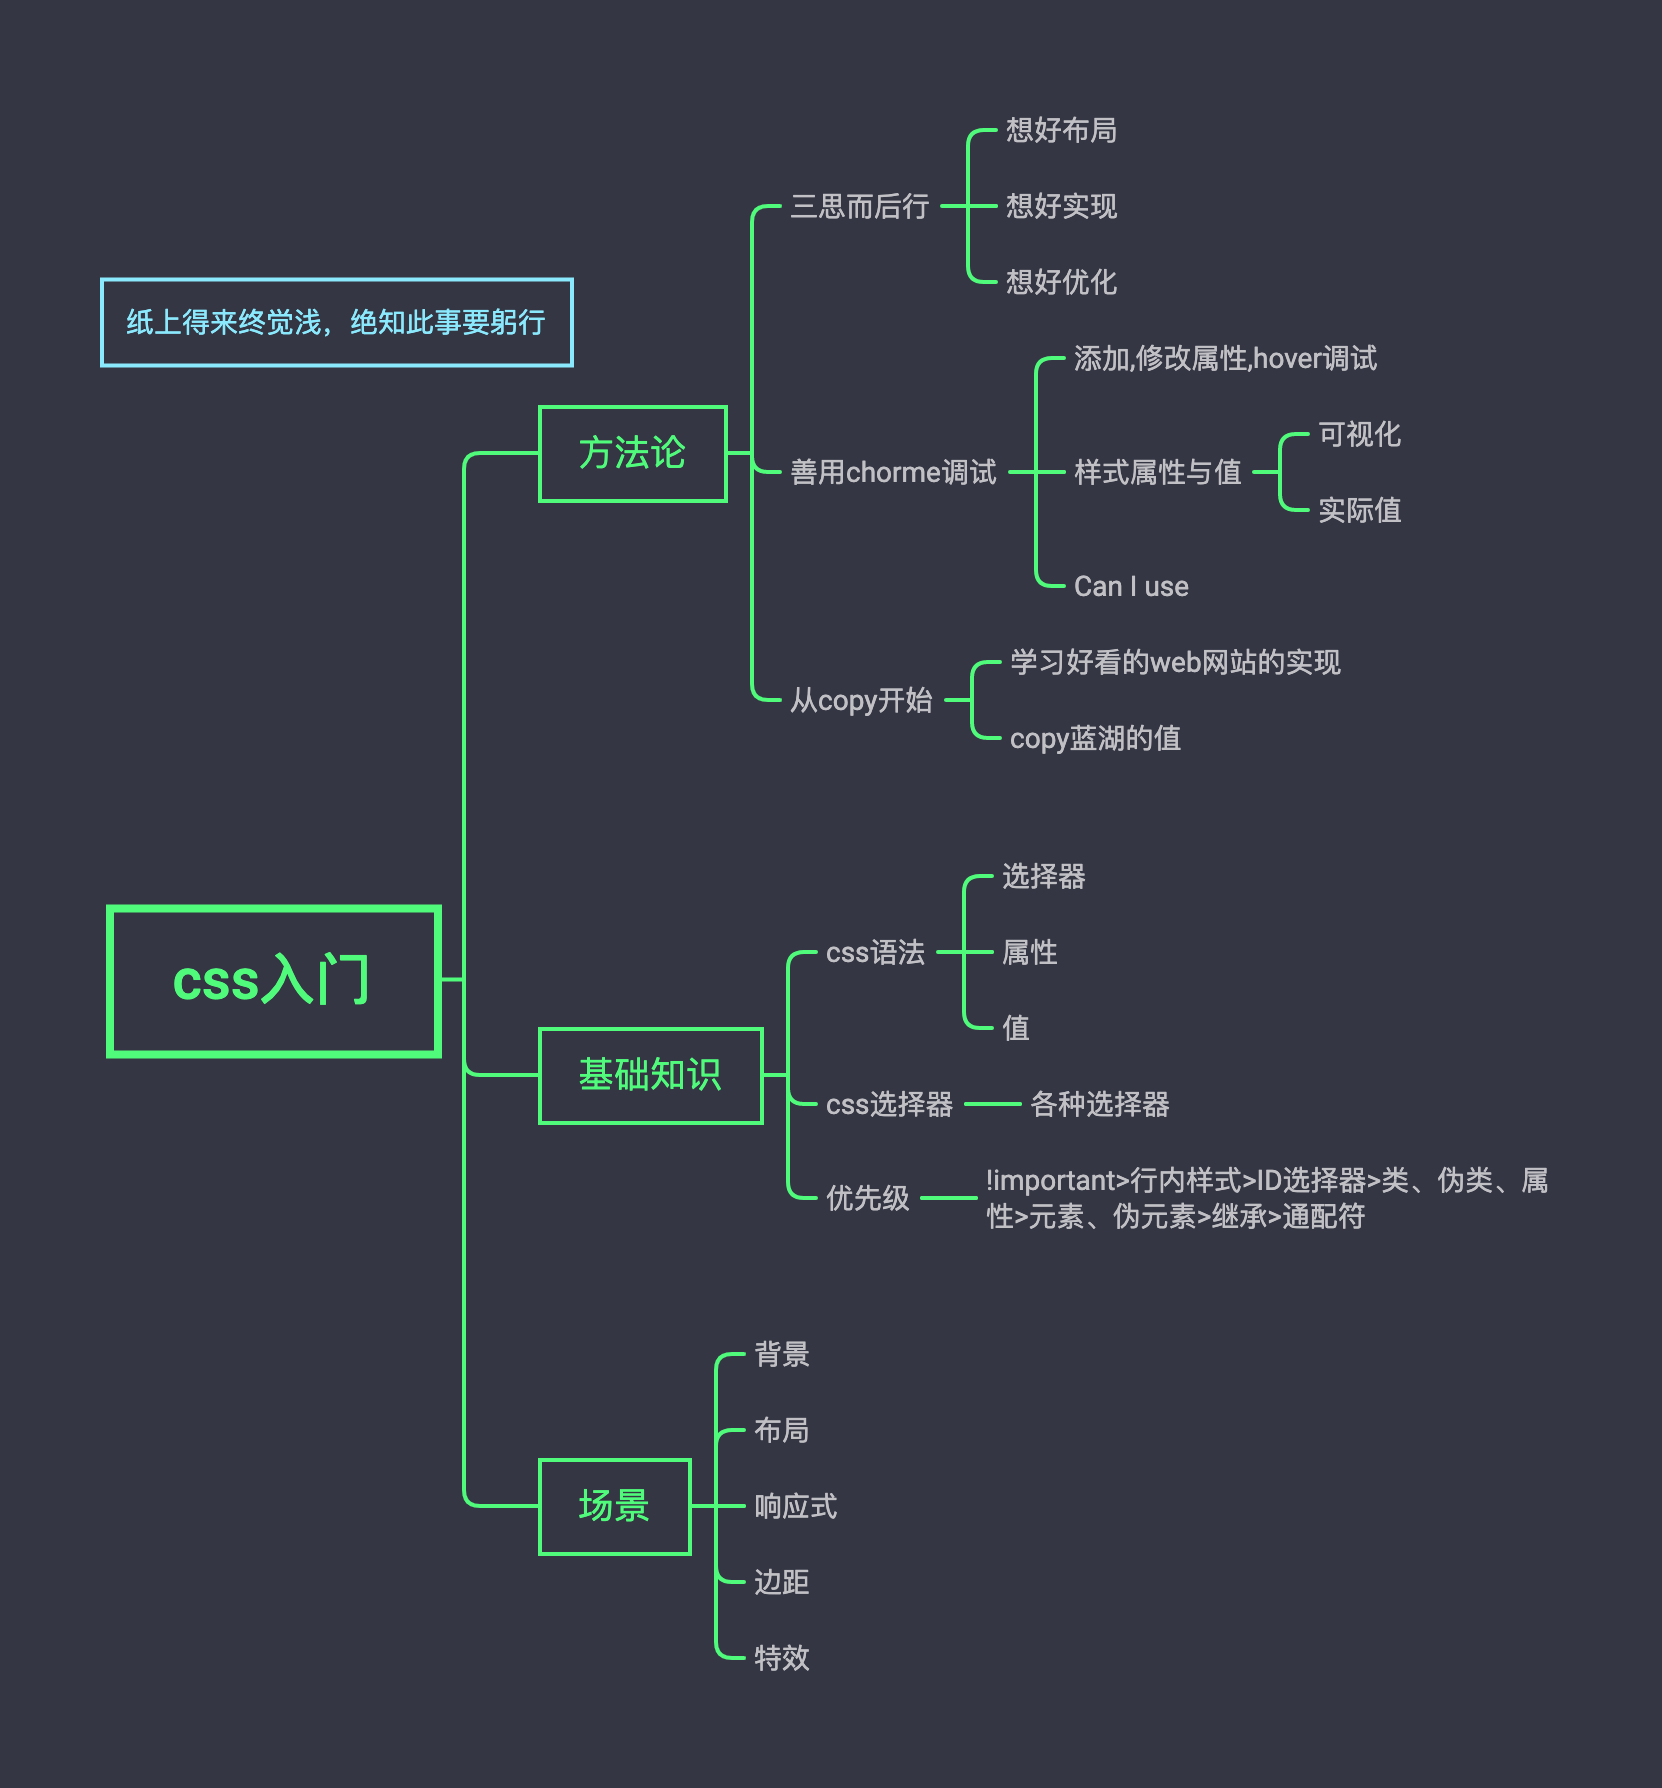 纸上得来终觉浅，绝知此事要躬行
css入门
方法论
三思而后行
想好布局
想好实现
想好优化
善用chorme调试
添加,修改属性,hover调试
样式属性与值
可视化
实际值
Can I use
从copy开始
学习好看的web网站的实现
copy蓝湖的值
基础知识
css语法
选择器
属性
值
css选择器
各种选择器
优先级
!important>行内样式>ID选择器>类、伪类、属
性>元素、伪元素>继承>通配符
场景
背景
布局
响应式
边距
特效